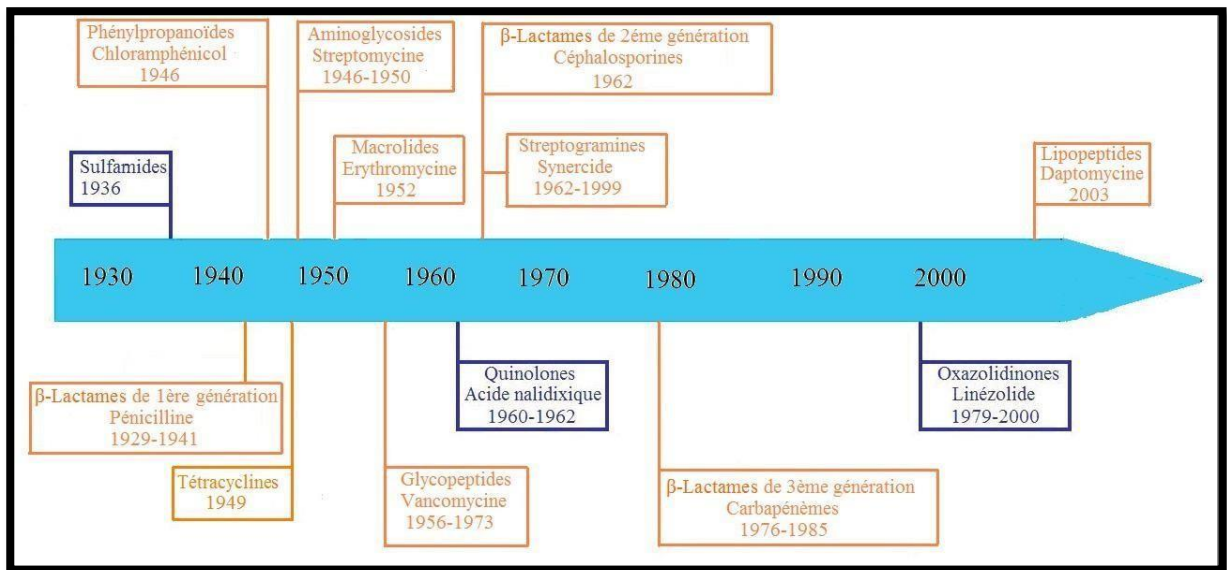 Phénylpropanoïdes
Chloramphénicol
1946
Aminoglycosides
Streptomycine
1946-1950
β-Lactames de 2éme génération
Céphalosporines
1962
Sulfamides
1936
Macrolides
Erythromycine
1952
Streptogramines
Synercide
1962-1999
Lipopeptides
Daptomycine
2003
1930 1940 1950 1960 1970 1980 1990 2000
β-Lactames de 1ère génération
Pénicilline
1929-1941
Quinolones
Acide nalidixique
1960-1962
Oxazolidinones
Linézolide
1979-2000
Tétracyclines
1949
Glycopeptides
Vancomycine
1956-1973
β-Lactames de 3ème génération
Carbapénèmes
1976-1985